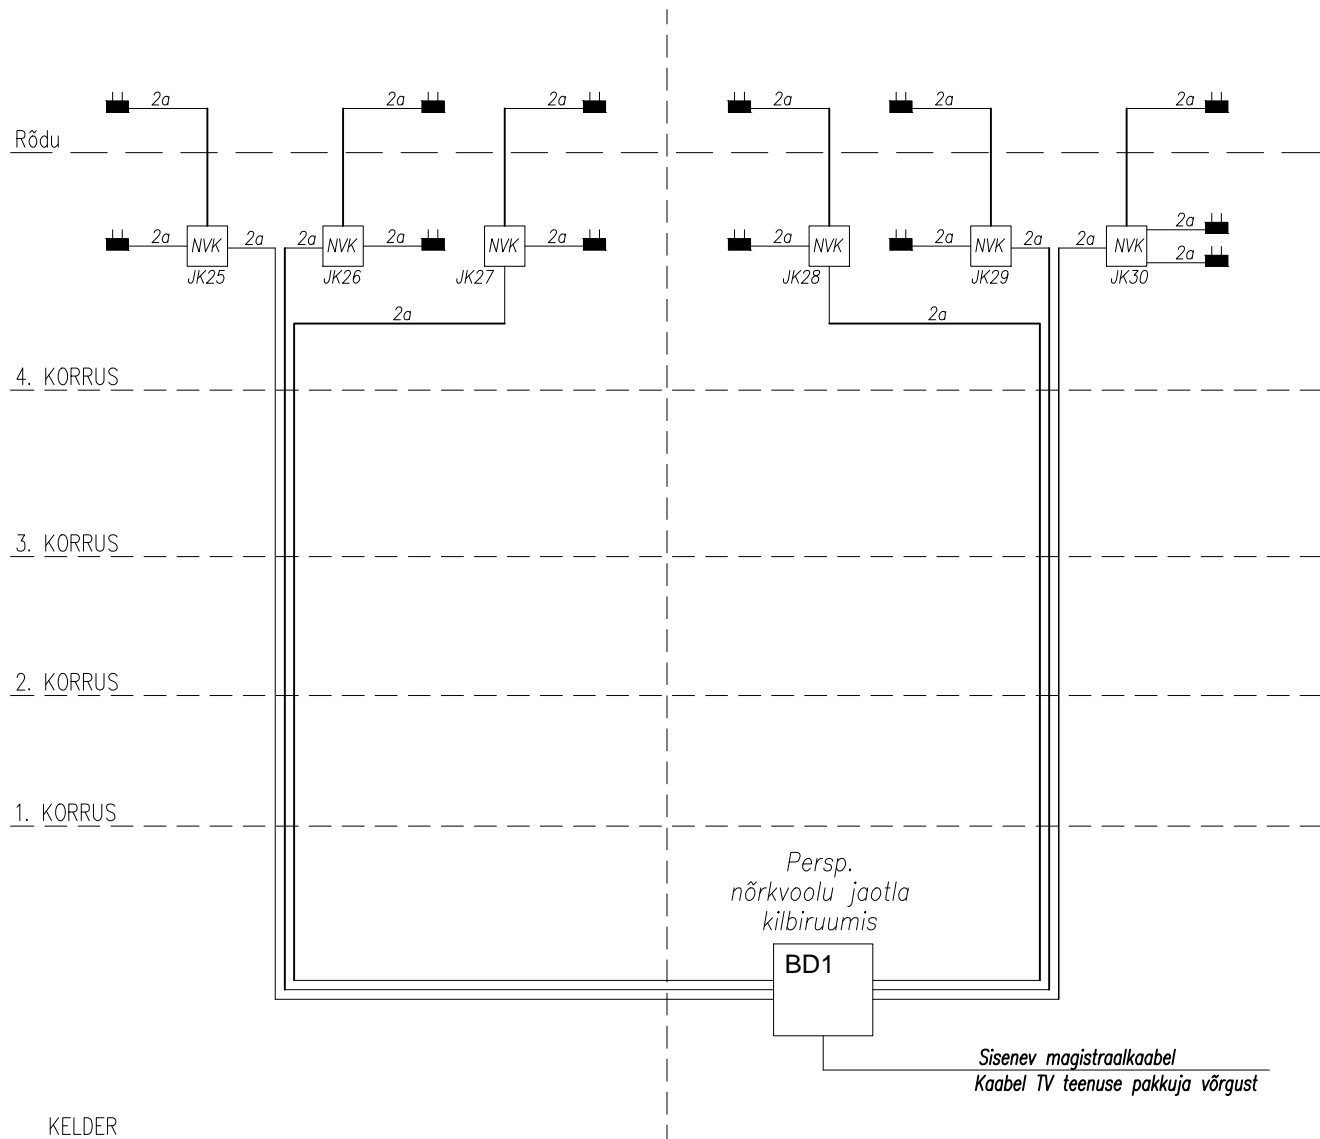 2a 2a 2a 2a 2a 2a
Rõdu
2a NVK 2a 2a NVK 2a NVK 2a 2a NVK 2a NVK 2a 2a NVK 2a
2a
JK25 JK26 JK27 JK28 JK29 JK30
2a 2a
4. KORRUS
3. KORRUS
2. KORRUS
1. KORRUS
Persp.
nõrkvoolu jaotla
kilbiruumis
BD1
Sisenev magistraalkaabel
Kaabel TV teenuse pakkuja võrgust
KELDER